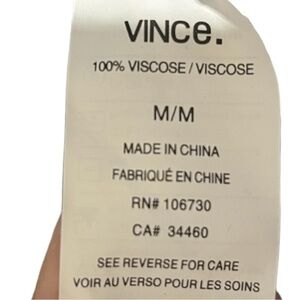 VINCe.
100% VISCOSE / VISCOSE
M/M
MADE IN CHINA
FABRIQUÉ EN CHINE
RN# 106730
CA# 34460
SEE REVERSE FOR CARE
VOIR AU VERSO POUR LES SOINS